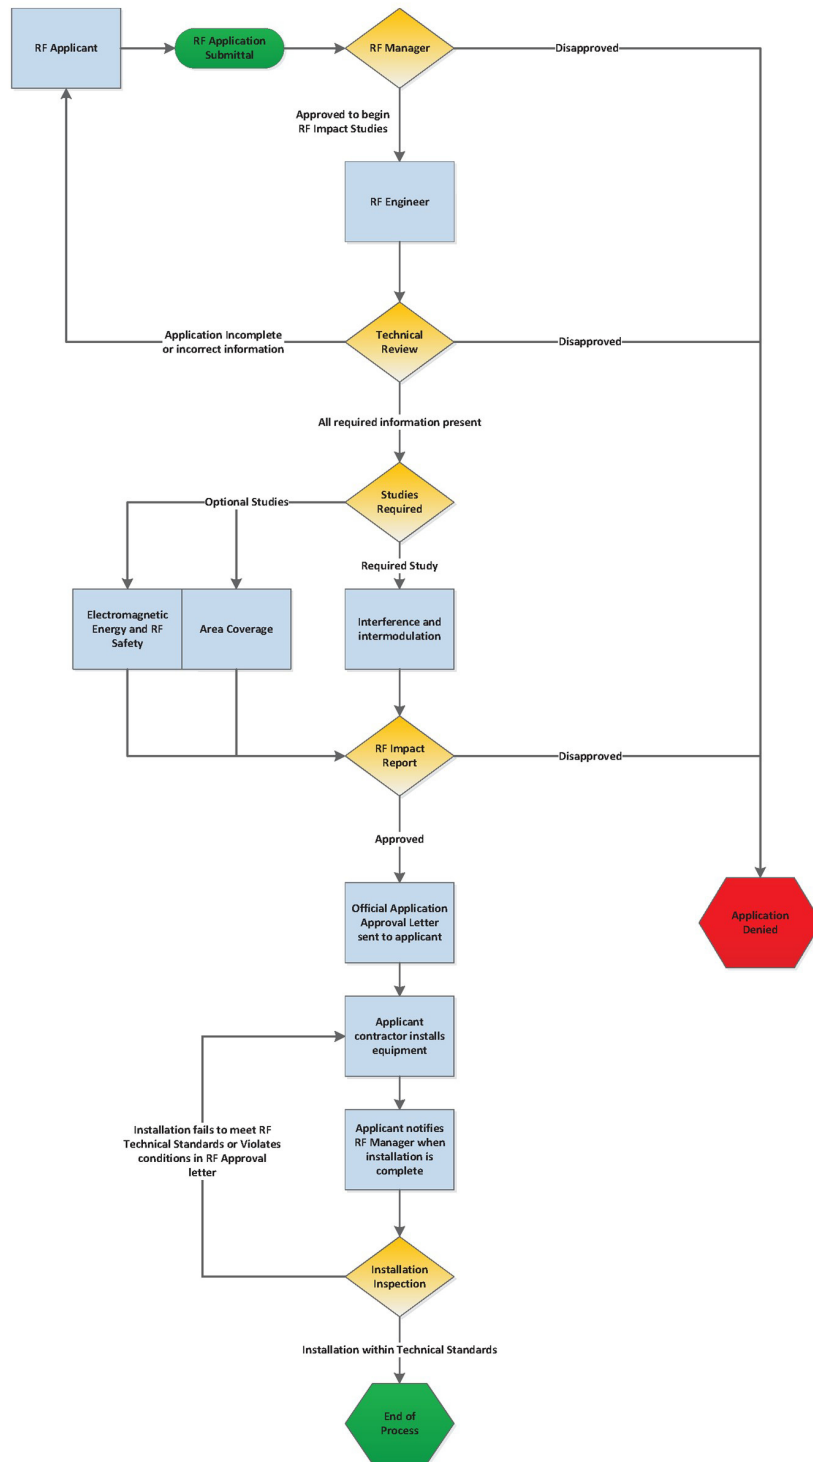 RF Applicant
RF Application
Submittal
RF Manager
Disapproved
Approved to begin
RF Impact Studies
RF Engineer
Application Incomplete
or incorrect information
Technical
Review
Disapproved
All required information present
Optional Studies
Studies
Required
Required Study
Electromagnetic
Energy and RF
Safety
Area Coverage
Interference and
intermodulation
RF Impact
Report
Disapproved
Approved
Official Application
Approval Letter
sent to applicant
Application
Denied
Applicant
contractor installs
equipment
Installation fails to meet RF
Technical Standards or Violates
conditions in RF Approval
letter
Applicant notifies
RF Manager when
installation is
complete
Installation
Inspection
Installation within Technical Standards
End of
Process